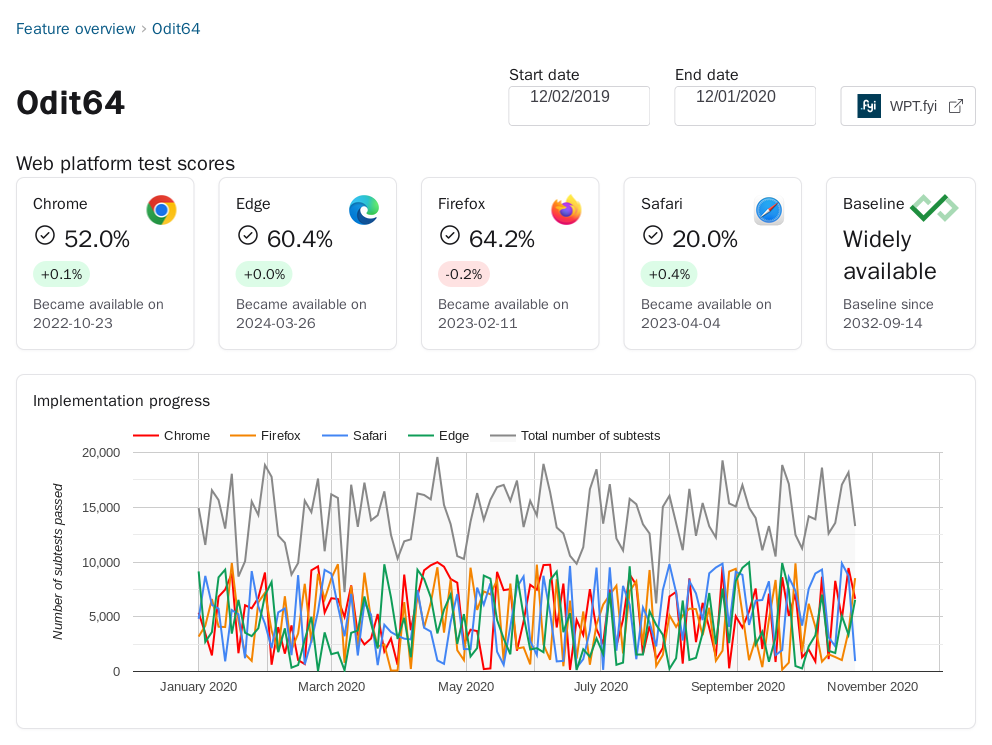 Feature overview › Odit64
Start date
End date
Odit64
12/02/2019
12/01/2020
.fyi WPT.fyi
Web platform test scores
Chrome
52.0%
+0.1%
Became available on
2022-10-23
Edge
60.4%
+0.0%
Became available on
2024-03-26
Firefox
64.2%
-0.2%
Became available on
2023-02-11
Safari
20.0%
+0.4%
Became available on
2023-04-04
Baseline
Widely
available
Baseline since
2032-09-14
Implementation progress
Chrome Firefox Safari Edge Total number of subtests
Number of subtests passed
20,000
15,000
10,000
5,000
0
January 2020 March 2020 May 2020 July 2020 September 2020 November 2020